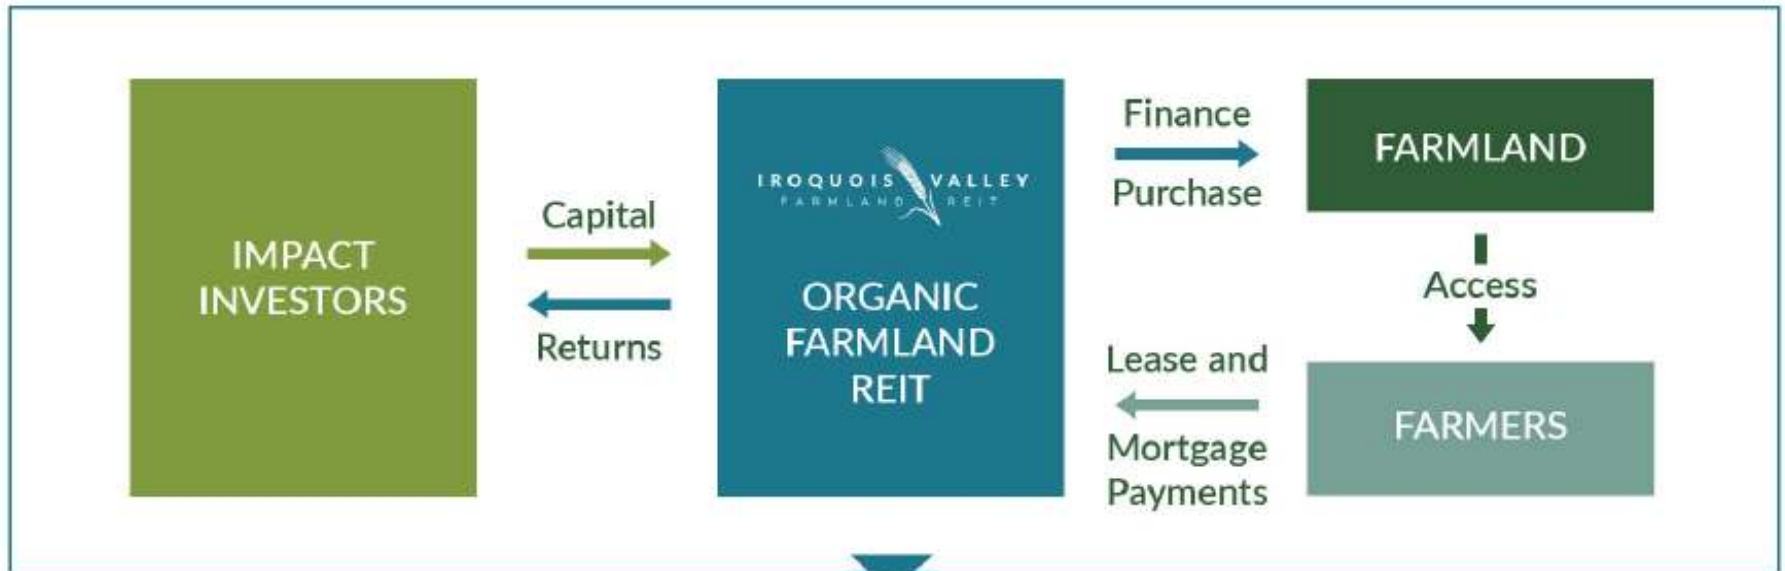 IMPACT
INVESTORS
Capital
Returns
IROQUOIS VALLEY
FARMLAND REIT
ORGANIC
FARMLAND
REIT
Finance
Purchase
FARMLAND
Access
Lease and
Mortgage
Payments
FARMERS